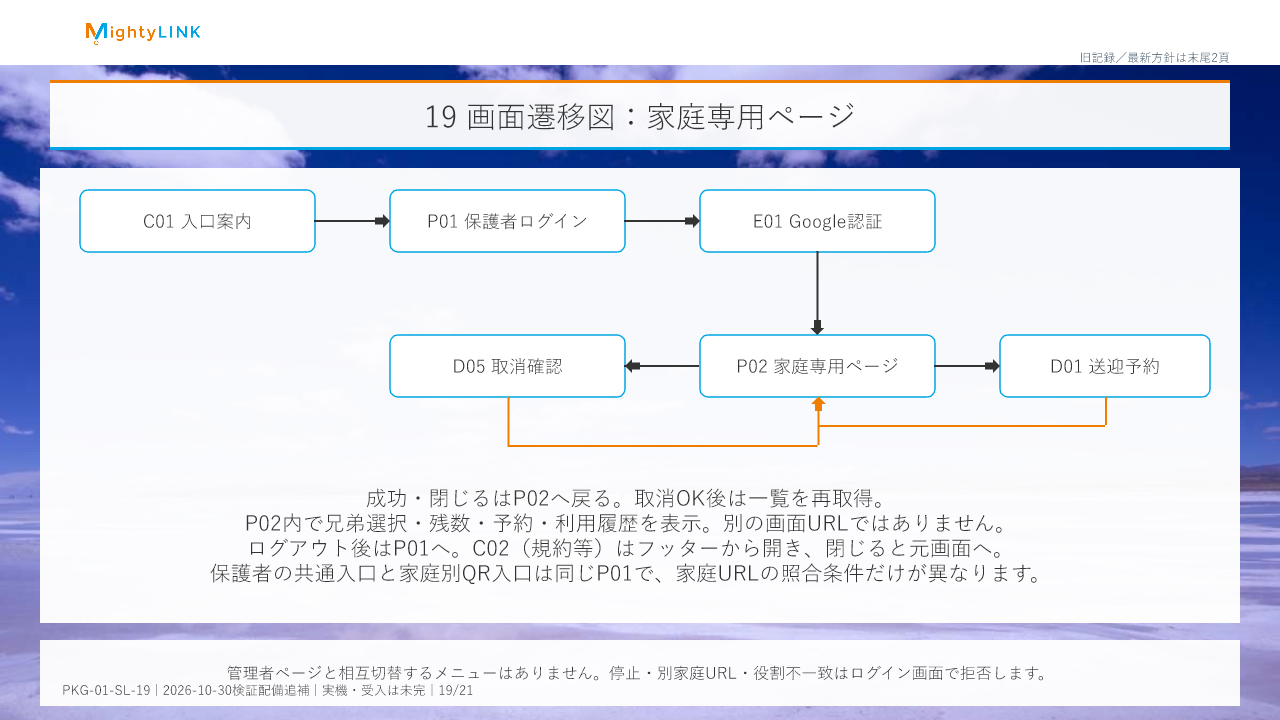 MightyLINK
旧記録／最新方針は末尾2頁
19 画面遷移図：家庭専用ページ
C01 入口案内
P01 保護者ログイン
E01 Google認証
D05 取消確認
P02 家庭専用ページ
D01 送迎予約
成功・閉じるはP02へ戻る。取消OK後は一覧を再取得。
P02内で兄弟選択・残数・予約・利用履歴を表示。別の画面URLではありません。
ログアウト後はP01へ。C02（規約等）はフッターから開き、閉じると元画面へ。
保護者の共通入口と家庭別QR入口は同じP01で、家庭URLの照合条件だけが異なります。
管理者ページと相互切替するメニューはありません。停止・別家庭URL・役割不一致はログイン画面で拒否します。
PKG-01-SL-19｜2026-10-30検証配備追補｜実機・受入は未完｜19/21